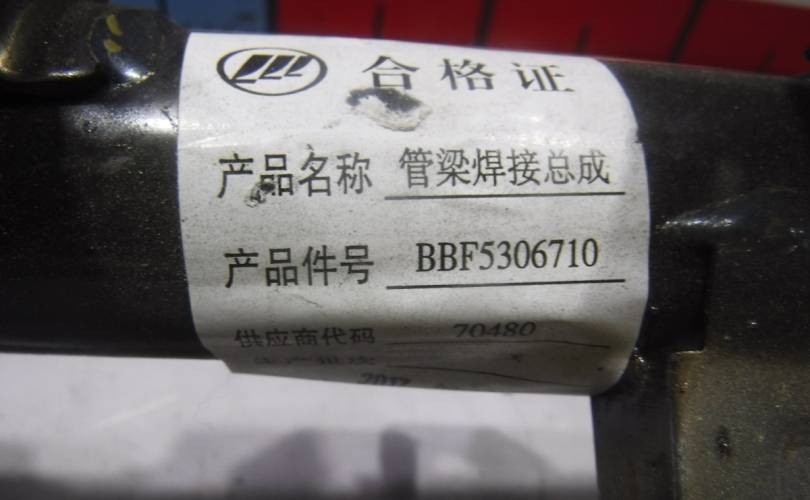 合格证
产品名称 管梁焊接总成
产品件号 BBF5306710
供应商代码 70480